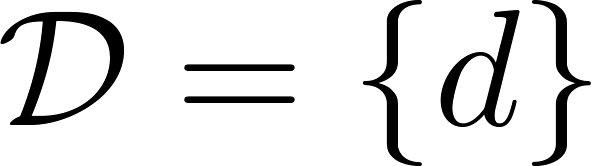 𝒟 = {d}